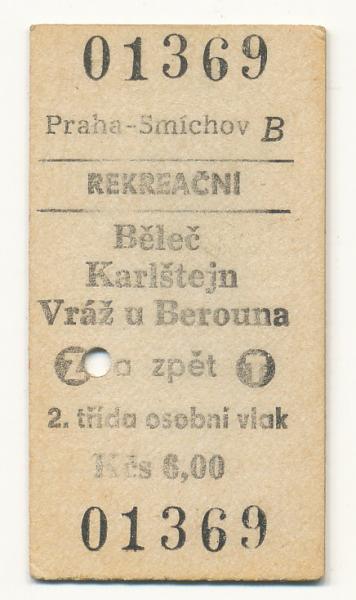 01369
Praha-Smíchov B
REKREAČNÍ
Běleč
Karlštejn
Vráž u Berouna
Z a zpět T
2. třída osobní vlak
Kčs 6,00
01369